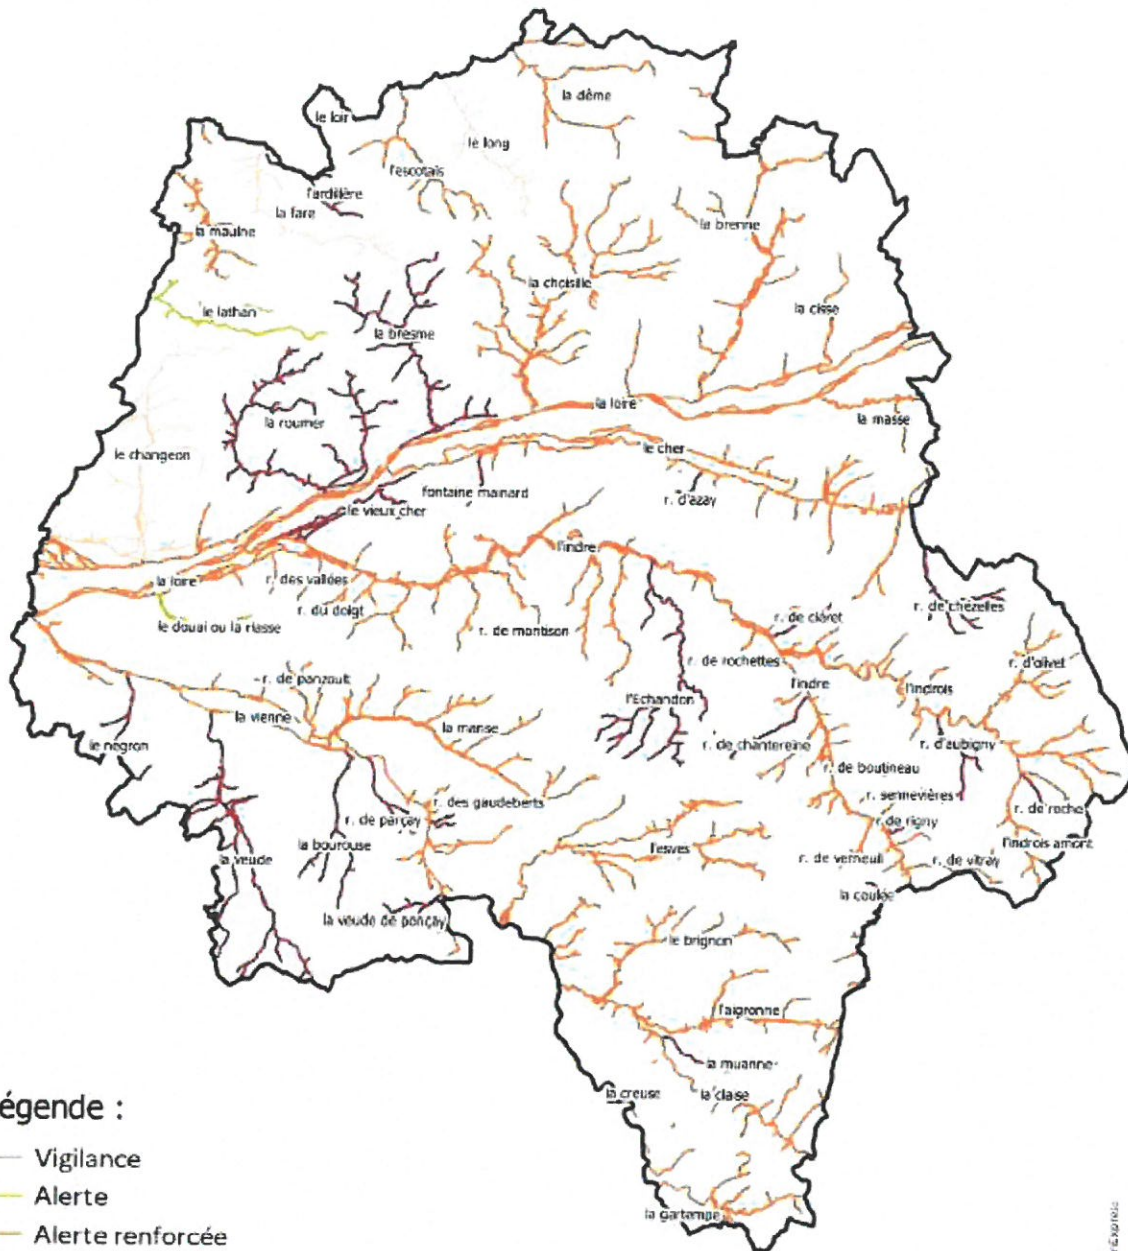 la dême
le loir
le long
l'escotais
l'ardillère
la fare
la maulne
la brenne
la choisille
le lathan
la cisse
la bresme
la loire
la roumer
la masse
le cher
le changeon
fontaine mainard
r. d'azay
le vieux cher
l'indre
la loire
r. des vallées
r. du doigt
r. de chézelles
le douai ou la riasse
r. de montison
r. de cléret
r. de rochettes
r. d'olivet
r. de panzoult
l'indre
l'indrois
l'Echandon
la vienne
la manse
le negron
r. de chantereine
r. d'aubigny
r. de boutineau
r. sennevières
r. des gaudeberts
r. de roche
r. de parçay
r. de rigny
la bourouse
l'esves
l'indrois amont
la veude
r. de verneuil
r. de vitray
la coulée
la veude de ponçay
le brignon
l'aigronne
la muanne
la creuse
la claise
égende :
Vigilance
Alerte
Alerte renforcée
la gartempe